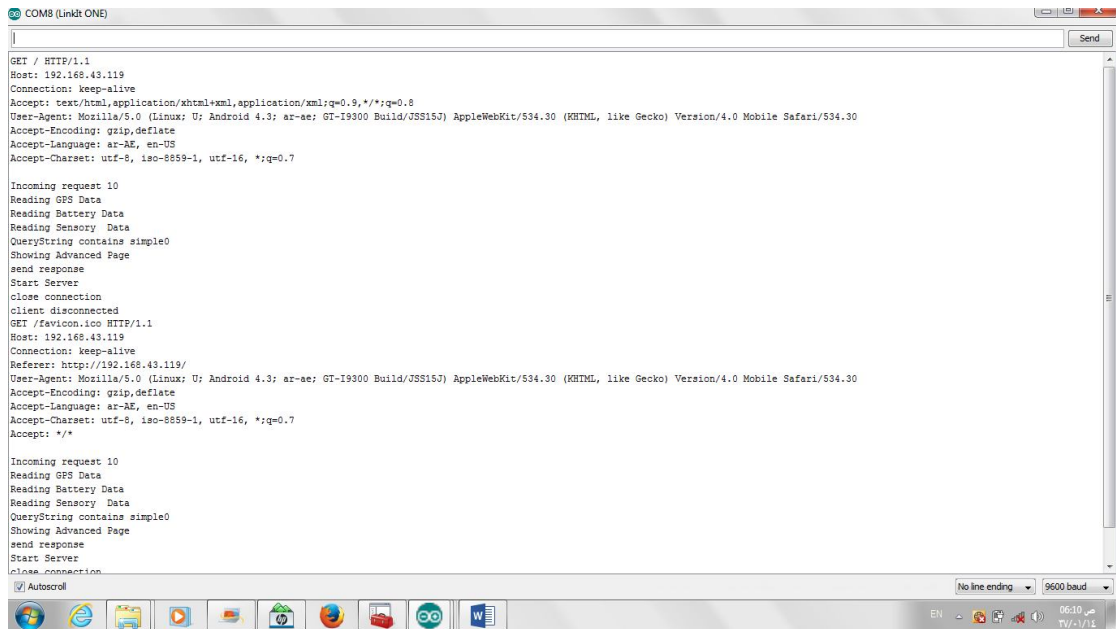 COM8 (LinkIt ONE)
Send
GET / HTTP/1.1
Host: 192.168.43.119
Connection: keep-alive
Accept: text/html,application/xhtml+xml,application/xml;q=0.9,*/*;q=0.8
User-Agent: Mozilla/5.0 (Linux; U; Android 4.3; ar-ae; GT-I9300 Build/JSS15J) AppleWebKit/534.30 (KHTML, like Gecko) Version/4.0 Mobile Safari/534.30
Accept-Encoding: gzip,deflate
Accept-Language: ar-AE, en-US
Accept-Charset: utf-8, iso-8859-1, utf-16, *;q=0.7
Incoming request 10
Reading GPS Data
Reading Battery Data
Reading Sensory  Data
QueryString contains simple0
Showing Advanced Page
send response
Start Server
close connection
client disconnected
GET /favicon.ico HTTP/1.1
Host: 192.168.43.119
Connection: keep-alive
Referer: http://192.168.43.119/
User-Agent: Mozilla/5.0 (Linux; U; Android 4.3; ar-ae; GT-I9300 Build/JSS15J) AppleWebKit/534.30 (KHTML, like Gecko) Version/4.0 Mobile Safari/534.30
Accept-Encoding: gzip,deflate
Accept-Language: ar-AE, en-US
Accept-Charset: utf-8, iso-8859-1, utf-16, *;q=0.7
Accept: */*
Incoming request 10
Reading GPS Data
Reading Battery Data
Reading Sensory  Data
QueryString contains simple0
Showing Advanced Page
send response
Start Server
close connection
Autoscroll
No line ending
9600 baud
EN
06:10 ص
٣٧/٠١/١٤